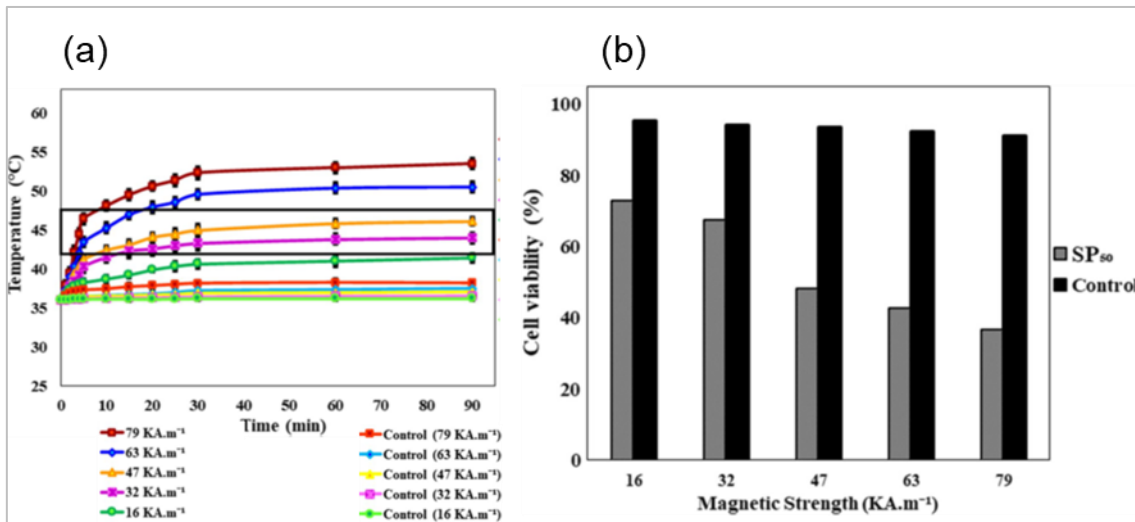 (a)
(b)
60
55
50
45
40
35
30
25
Temperature (°C)
0 10 20 30 40 50 60 70 80 90
Time (min)
79 KA.m⁻¹
63 KA.m⁻¹
47 KA.m⁻¹
32 KA.m⁻¹
16 KA.m⁻¹
Control (79 KA.m⁻¹)
Control (63 KA.m⁻¹)
Control (47 KA.m⁻¹)
Control (32 KA.m⁻¹)
Control (16 KA.m⁻¹)
100
80
60
40
20
0
Cell viability (%)
16 32 47 63 79
Magnetic Strength (KA.m⁻¹)
SP₅₀
Control